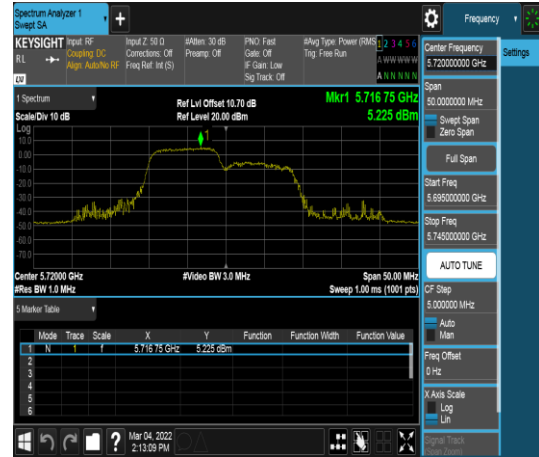 Spectrum Analyzer 1
Swept SA
+
Frequency
KEYSIGHT Input: RF Input Z: 50 Ω #Atten: 30 dB PNO: Fast #Avg Type: Power (RMS 1 2 3 4 5 6
RL Coupling: DC Corrections: Off Preamp: Off Gate: Off Trig: Free Run A W W W W W
Align: Auto/No RF Freq Ref: Int (S) IF Gain: Low
Sig Track: Off A N N N N N
LXI
1 Spectrum
Scale/Div 10 dB
Ref Lvl Offset 10.70 dB
Ref Level 20.00 dBm
Mkr1 5.716 75 GHz
5.225 dBm
Log
10.0
0.00
-10.0
-20.0
-30.0
-40.0
-50.0
-60.0
-70.0
1
Center 5.72000 GHz #Video BW 3.0 MHz Span 50.00 MHz
#Res BW 1.0 MHz Sweep 1.00 ms (1001 pts)
5 Marker Table
Mode Trace Scale X Y Function Function Width Function Value
1 N 1 f 5.716 75 GHz 5.225 dBm
2
3
4
5
6
Mar 04, 2022
2:13:09 PM
?
Center Frequency
5.720000000 GHz
Settings
Span
50.0000000 MHz
Swept Span
Zero Span
Full Span
Start Freq
5.695000000 GHz
Stop Freq
5.745000000 GHz
AUTO TUNE
CF Step
5.000000 MHz
Auto
Man
Freq Offset
0 Hz
X Axis Scale
Log
Lin
Signal Track
(Span Zoom)